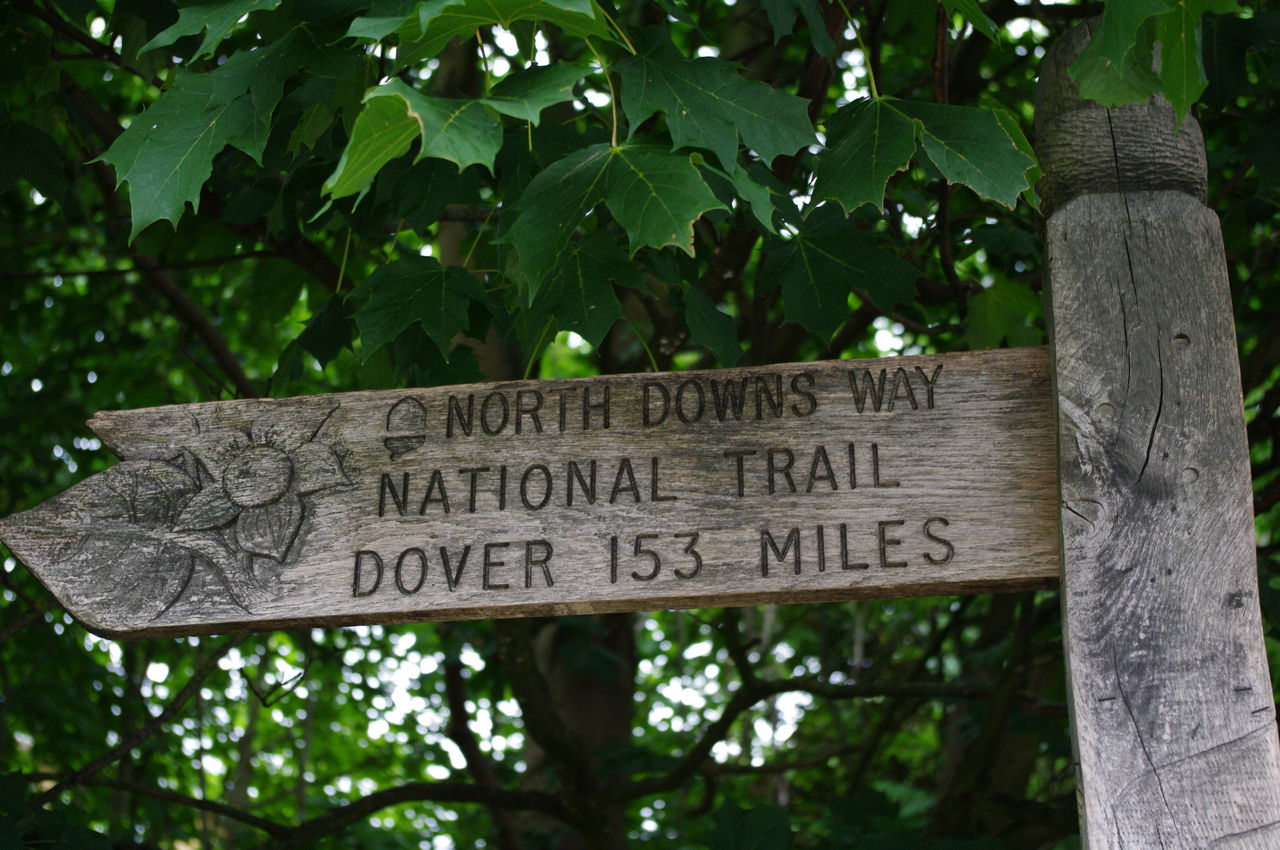 NORTH DOWNS WAY
NATIONAL TRAIL
DOVER 153 MILES